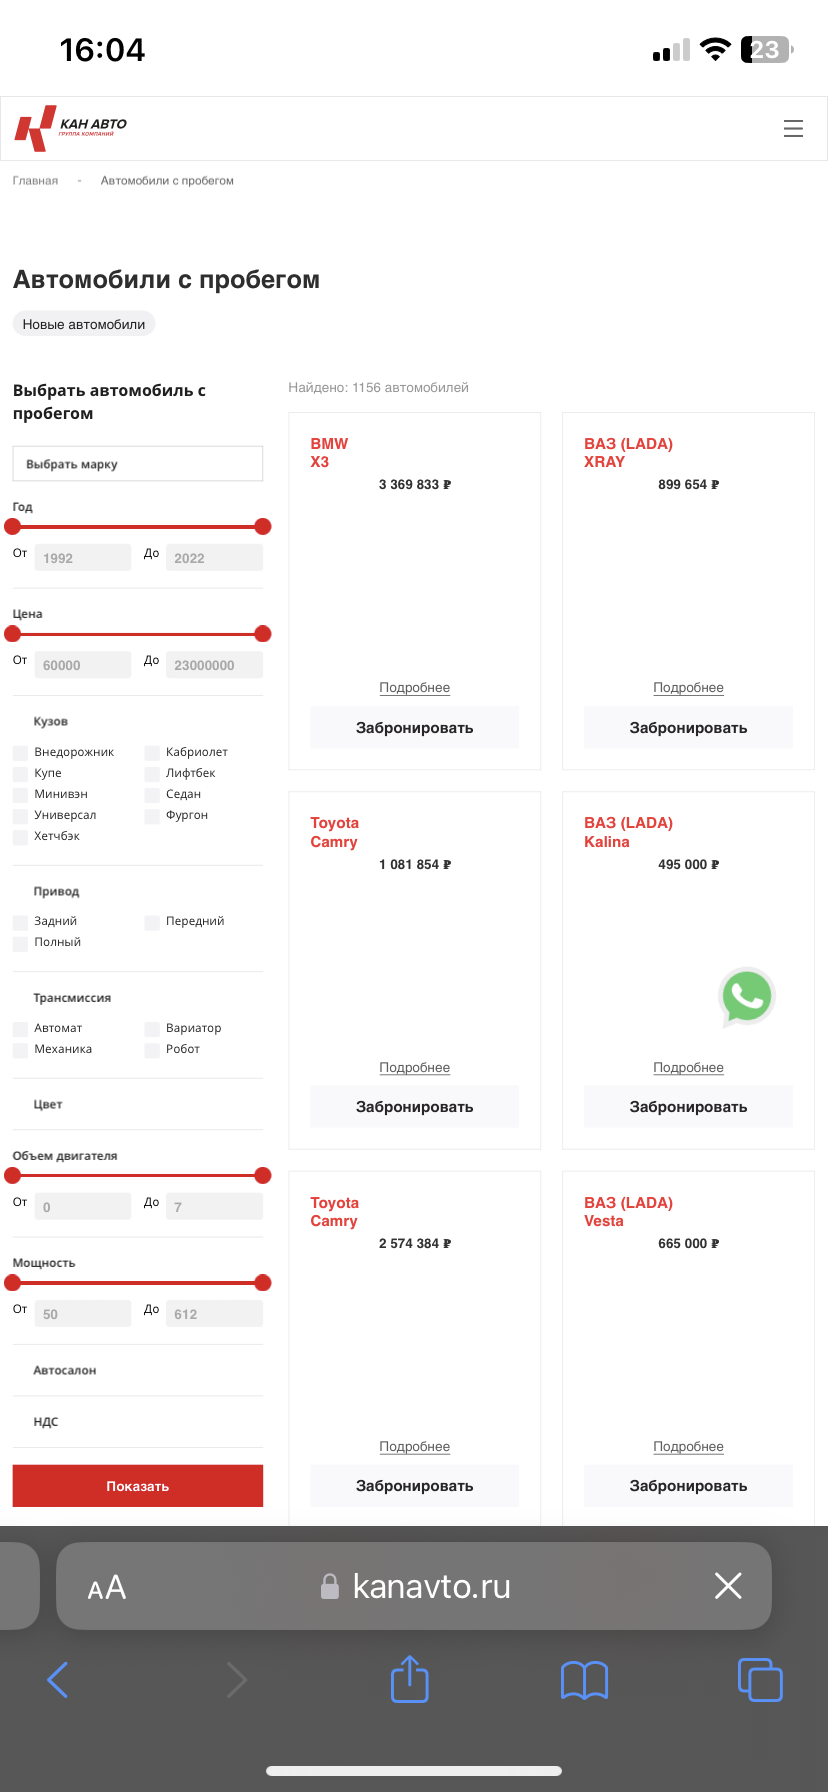 16:04
23
КАН АВТО
ГРУППА КОМПАНИЙ
Главная - Автомобили с пробегом
Автомобили с пробегом
Новые автомобили
Выбрать автомобиль с
пробегом
Выбрать марку
Год
От 1992 До 2022
Цена
От 60000 До 23000000
Кузов
Внедорожник Кабриолет
Купе Лифтбек
Минивэн Седан
Универсал Фургон
Хетчбэк
Привод
Задний Передний
Полный
Трансмиссия
Автомат Вариатор
Механика Робот
Цвет
Объем двигателя
От 0 До 7
Мощность
От 50 До 612
Автосалон
НДС
Показать
Найдено: 1156 автомобилей
BMW
X3
3 369 833 ₽
Подробнее
Забронировать
ВАЗ (LADA)
XRAY
899 654 ₽
Подробнее
Забронировать
Toyota
Camry
1 081 854 ₽
Подробнее
Забронировать
ВАЗ (LADA)
Kalina
495 000 ₽
Подробнее
Забронировать
Toyota
Camry
2 574 384 ₽
Подробнее
Забронировать
ВАЗ (LADA)
Vesta
665 000 ₽
Подробнее
Забронировать
AA kanavto.ru